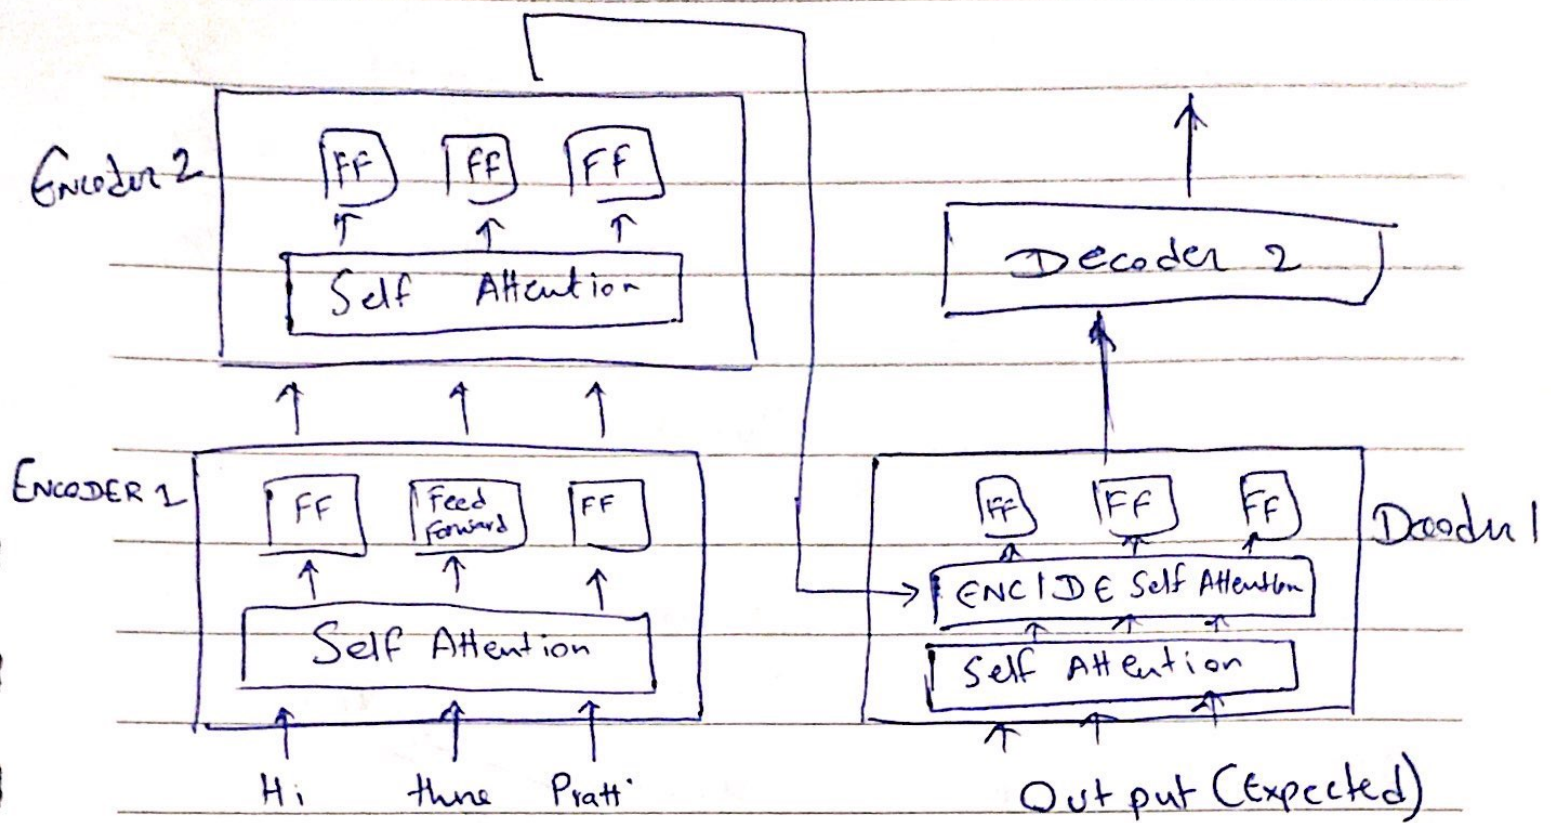 Encoder 2
FF FF FF
Self Attention
ENCODER 1
FF Feed Forward FF
Self Attention
Hi thre Pratti
Decoder 2
Decoder 1
FF FF FF
ENC|DE Self Attention
Self Attention
Output (Expected)